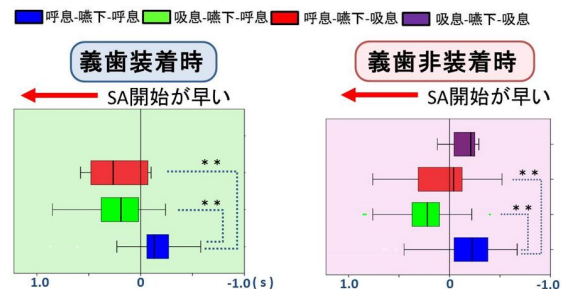 呼息-嚥下-呼息 吸息-嚥下-呼息 呼息-嚥下-吸息 吸息-嚥下-吸息
義歯装着時 義歯非装着時
SA開始が早い SA開始が早い
** **
** **
1.0 0 -1.0(s) 1.0 0 -1.0